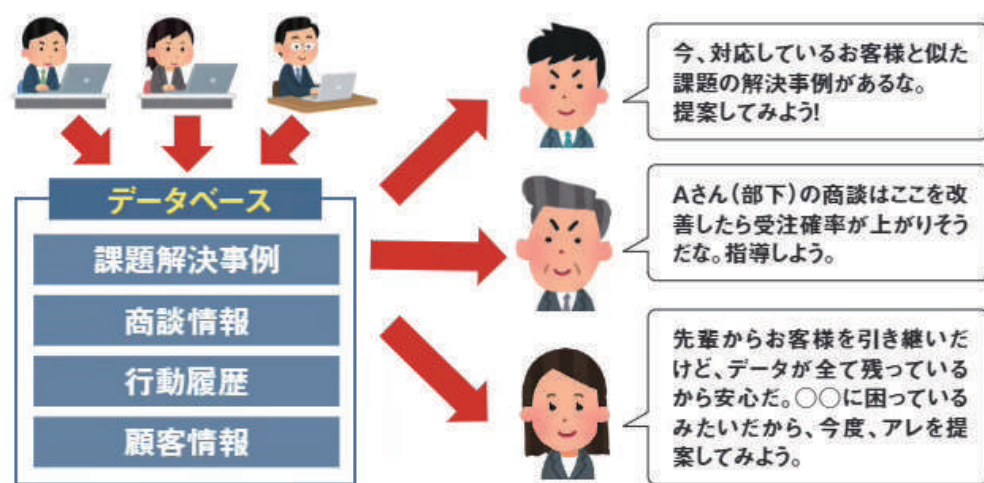 データベース
課題解決事例
商談情報
行動履歴
顧客情報
今、対応しているお客様と似た
課題の解決事例があるな。
提案してみよう!
Aさん(部下)の商談はここを改
善したら受注確率が上がりそう
だな。指導しよう。
先輩からお客様を引き継いだ
けど、データが全て残っている
から安心だ。○○に困っている
みたいだから、今度、アレを提
案してみよう。